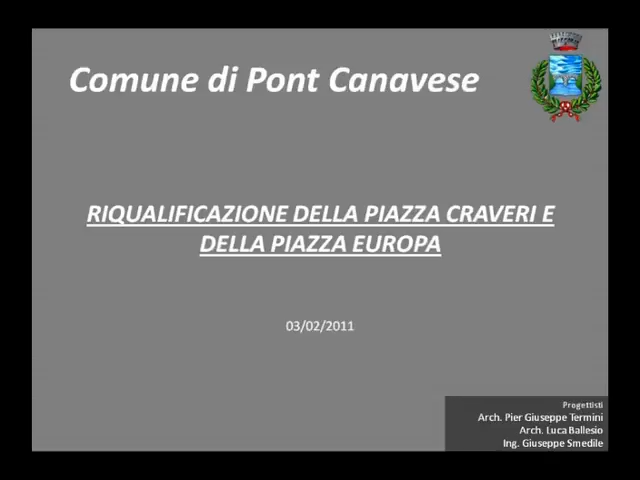 Comune di Pont Canavese
RIQUALIFICAZIONE DELLA PIAZZA CRAVERI E
DELLA PIAZZA EUROPA
03/02/2011
Progettisti
Arch. Pier Giuseppe Termini
Arch. Luca Ballesio
Ing. Giuseppe Smedile